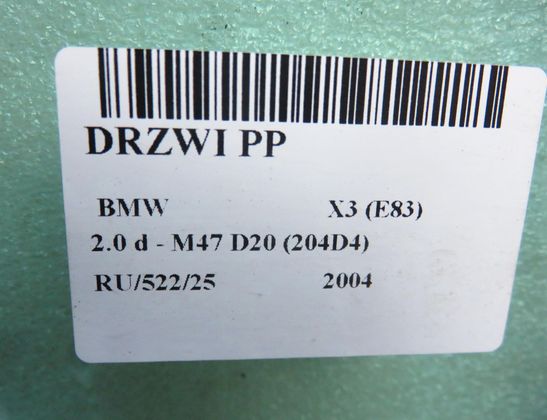 DRZWI PP
BMW X3 (E83)
2.0 d - M47 D20 (204D4)
RU/522/25 2004